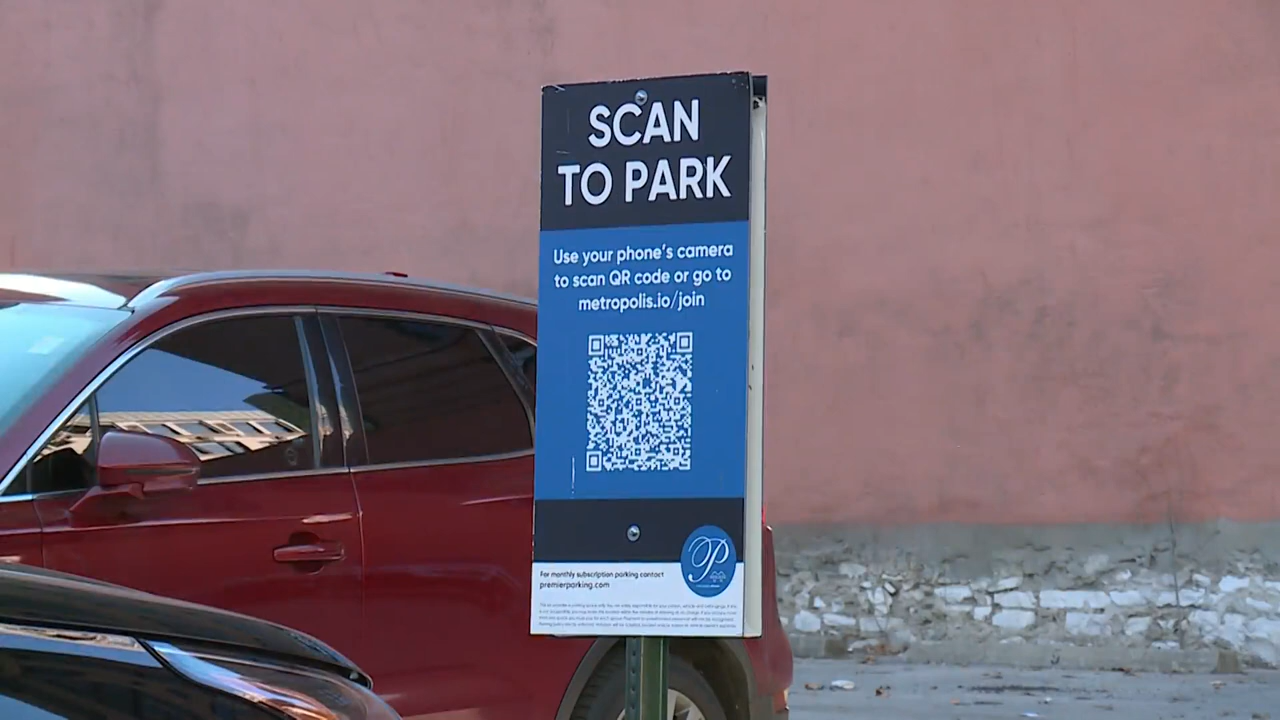 SCAN
TO PARK
Use your phone's camera
to scan QR code or go to
metropolis.io/join
P
For monthly subscription parking contact
premierparking.com